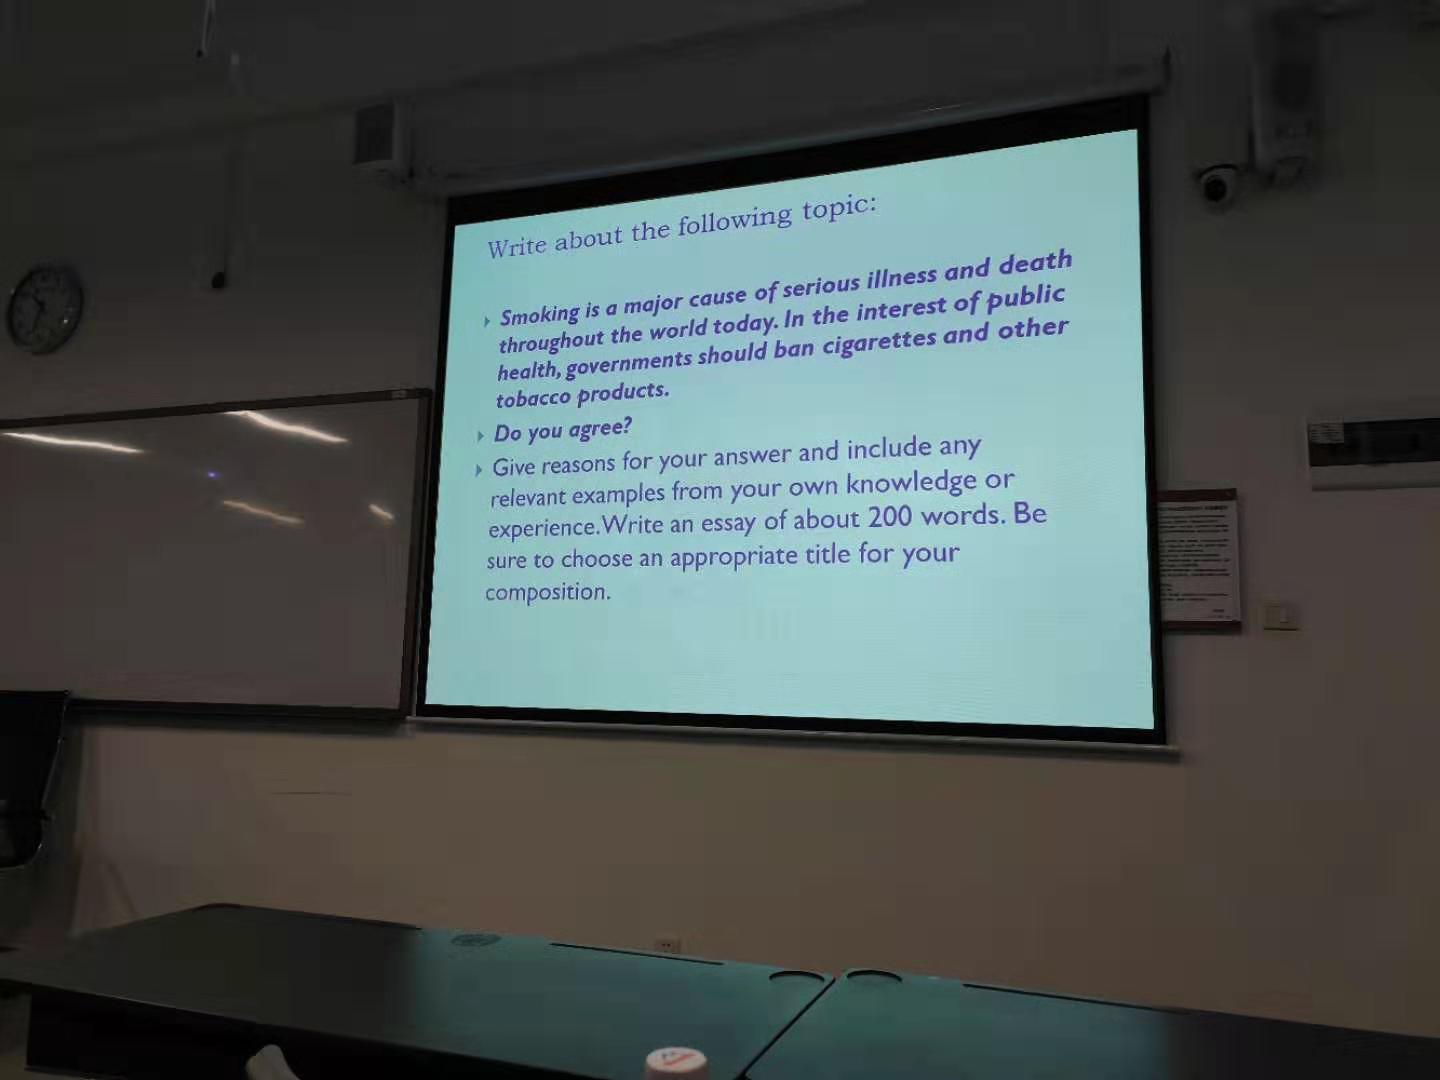 Write about the following topic:
Smoking is a major cause of serious illness and death
throughout the world today. In the interest of public
health, governments should ban cigarettes and other
tobacco products.
Do you agree?
Give reasons for your answer and include any
relevant examples from your own knowledge or
experience.Write an essay of about 200 words. Be
sure to choose an appropriate title for your
composition.